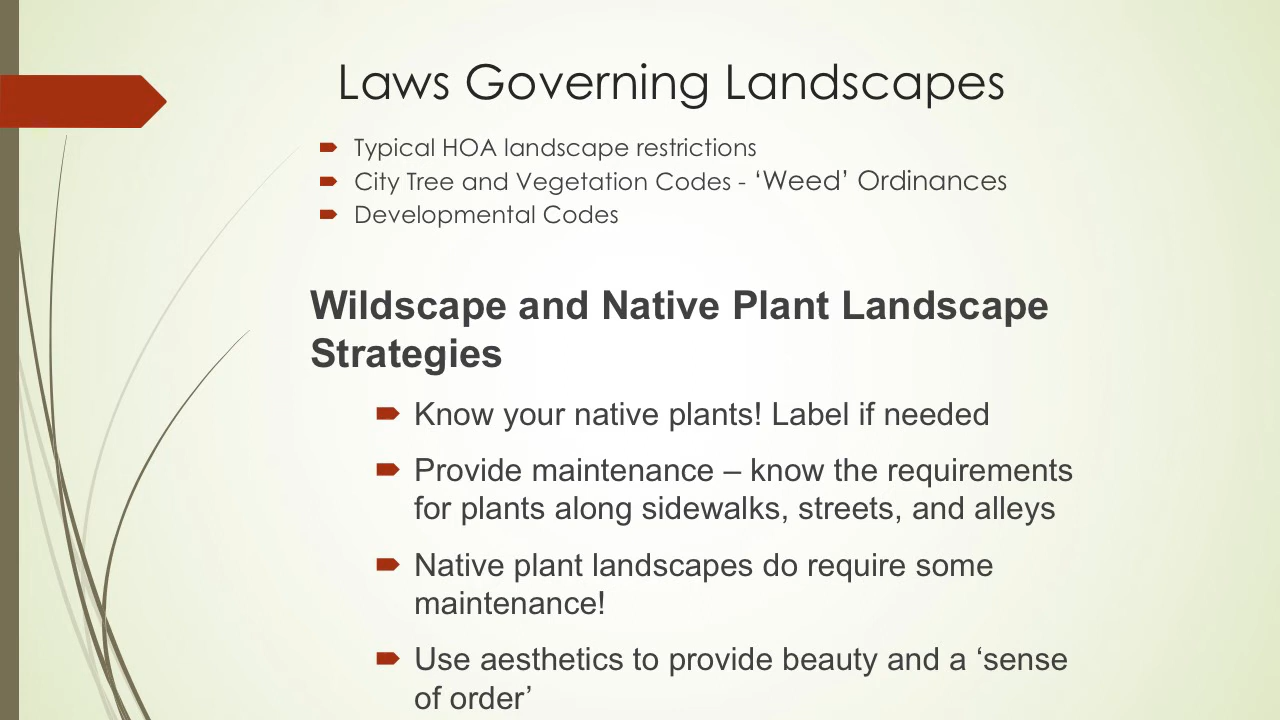 Laws Governing Landscapes
Typical HOA landscape restrictions
City Tree and Vegetation Codes - ‘Weed’ Ordinances
Developmental Codes
Wildscape and Native Plant Landscape
Strategies
Know your native plants! Label if needed
Provide maintenance – know the requirements
for plants along sidewalks, streets, and alleys
Native plant landscapes do require some
maintenance!
Use aesthetics to provide beauty and a ‘sense
of order’